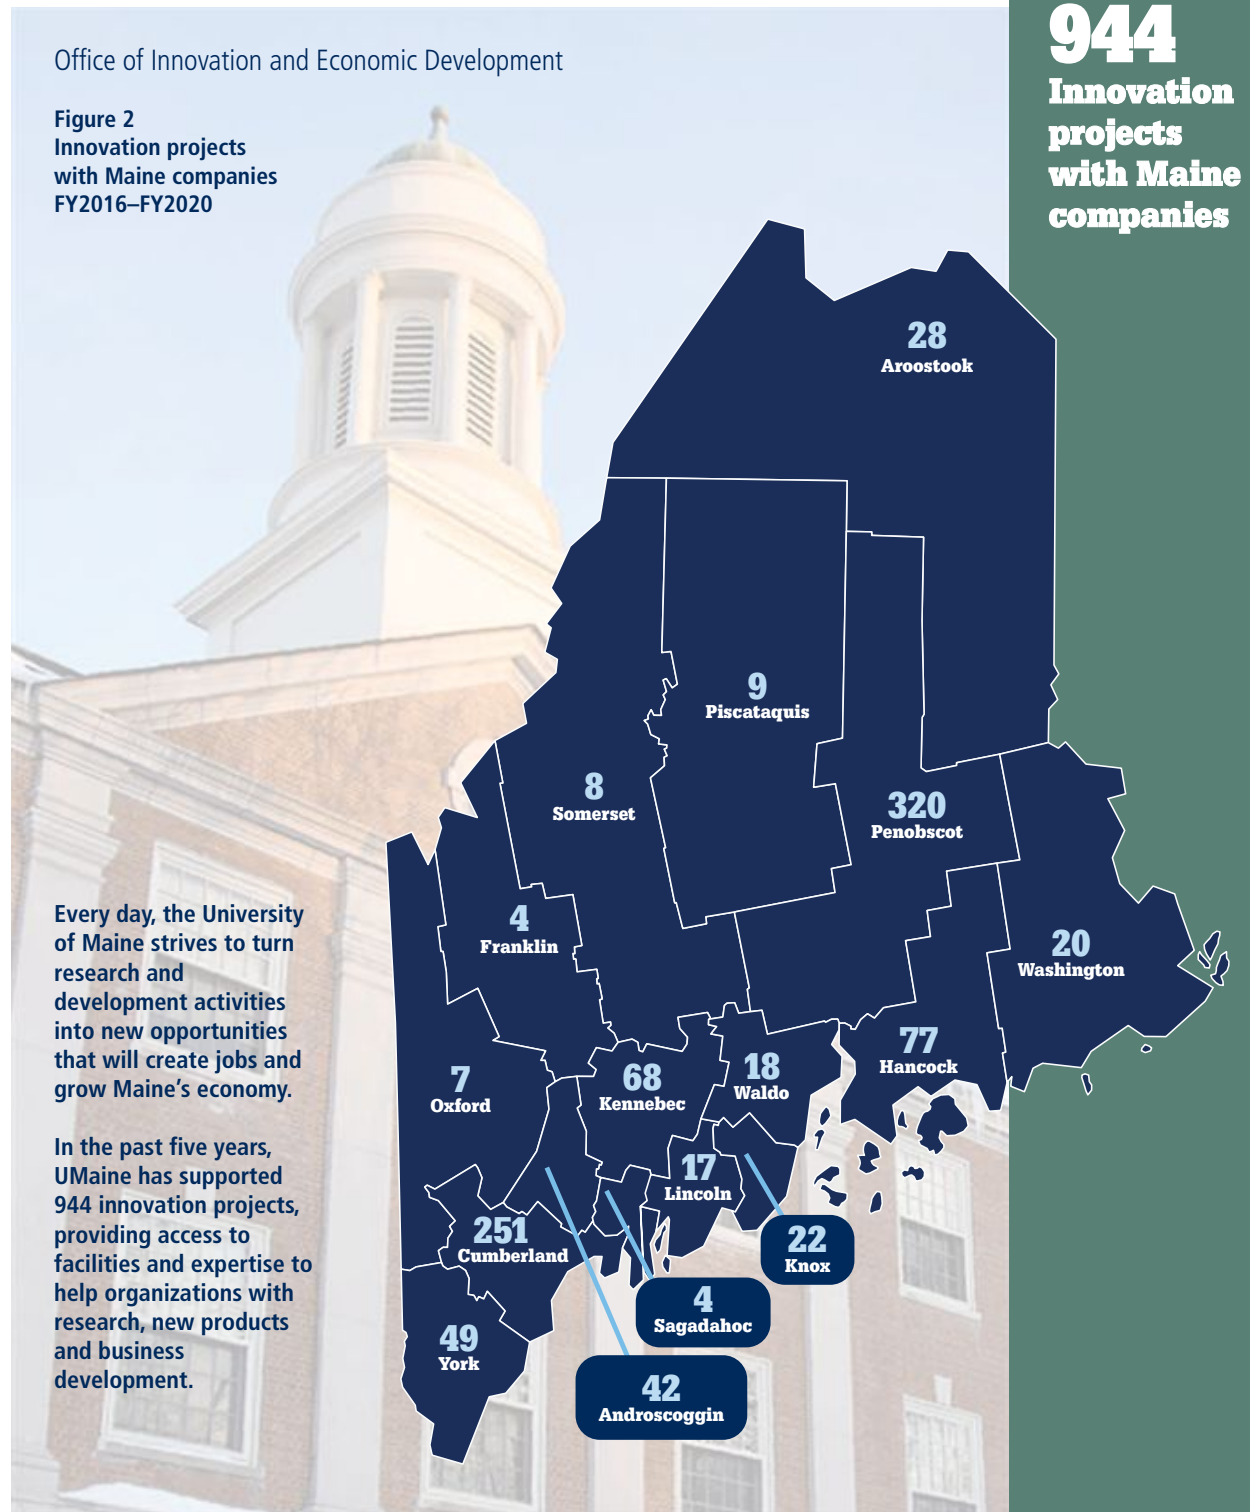 Office of Innovation and Economic Development
Figure 2
Innovation projects
with Maine companies
FY2016–FY2020
944
Innovation
projects
with Maine
companies
28
Aroostook
9
Piscataquis
8
Somerset
320
Penobscot
4
Franklin
20
Washington
77
Hancock
7
Oxford
68
Kennebec
18
Waldo
17
Lincoln
251
Cumberland
22
Knox
4
Sagadahoc
49
York
42
Androscoggin
Every day, the University
of Maine strives to turn
research and
development activities
into new opportunities
that will create jobs and
grow Maine’s economy.
In the past five years,
UMaine has supported
944 innovation projects,
providing access to
facilities and expertise to
help organizations with
research, new products
and business
development.